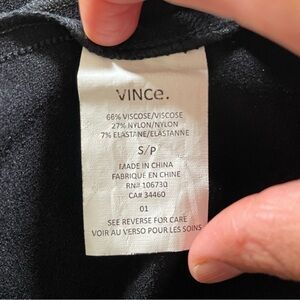 VINCE.
66% VISCOSE/VISCOSE
27% NYLON/NYLON
7% ELASTANE/ELASTANNE
S/P
MADE IN CHINA
FABRIQUE EN CHINE
RN# 106730
CA# 34460
01
SEE REVERSE FOR CARE
VOIR AU VERSO POUR LES SOINS